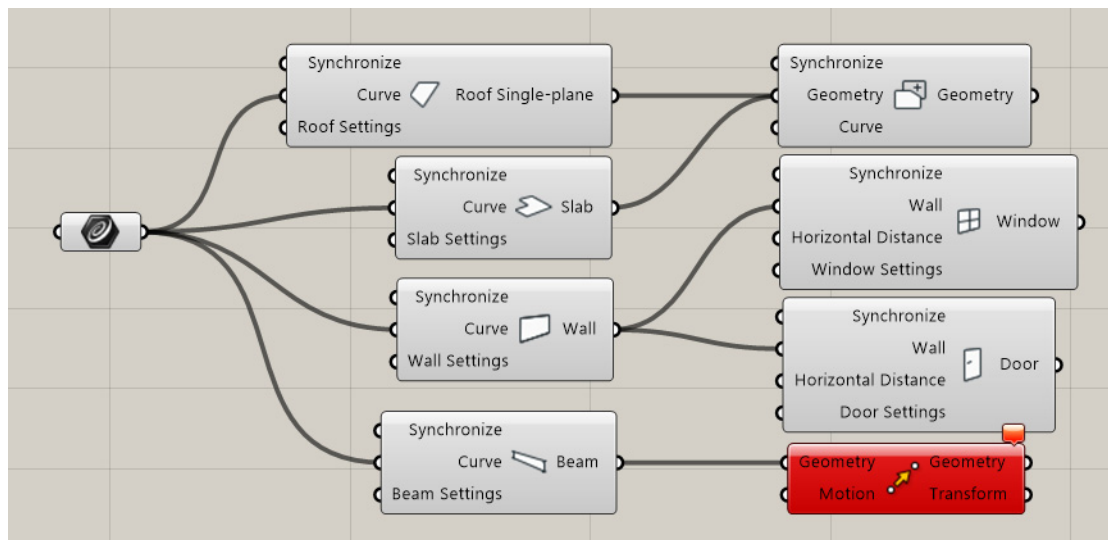 Synchronize
Curve Roof Single-plane
Roof Settings
Synchronize
Geometry Geometry
Curve
Synchronize
Curve Slab
Slab Settings
Synchronize
Wall
Horizontal Distance Window
Window Settings
Synchronize
Curve Wall
Wall Settings
Synchronize
Wall
Horizontal Distance Door
Door Settings
Synchronize
Curve Beam
Beam Settings
Geometry Geometry
Motion Transform